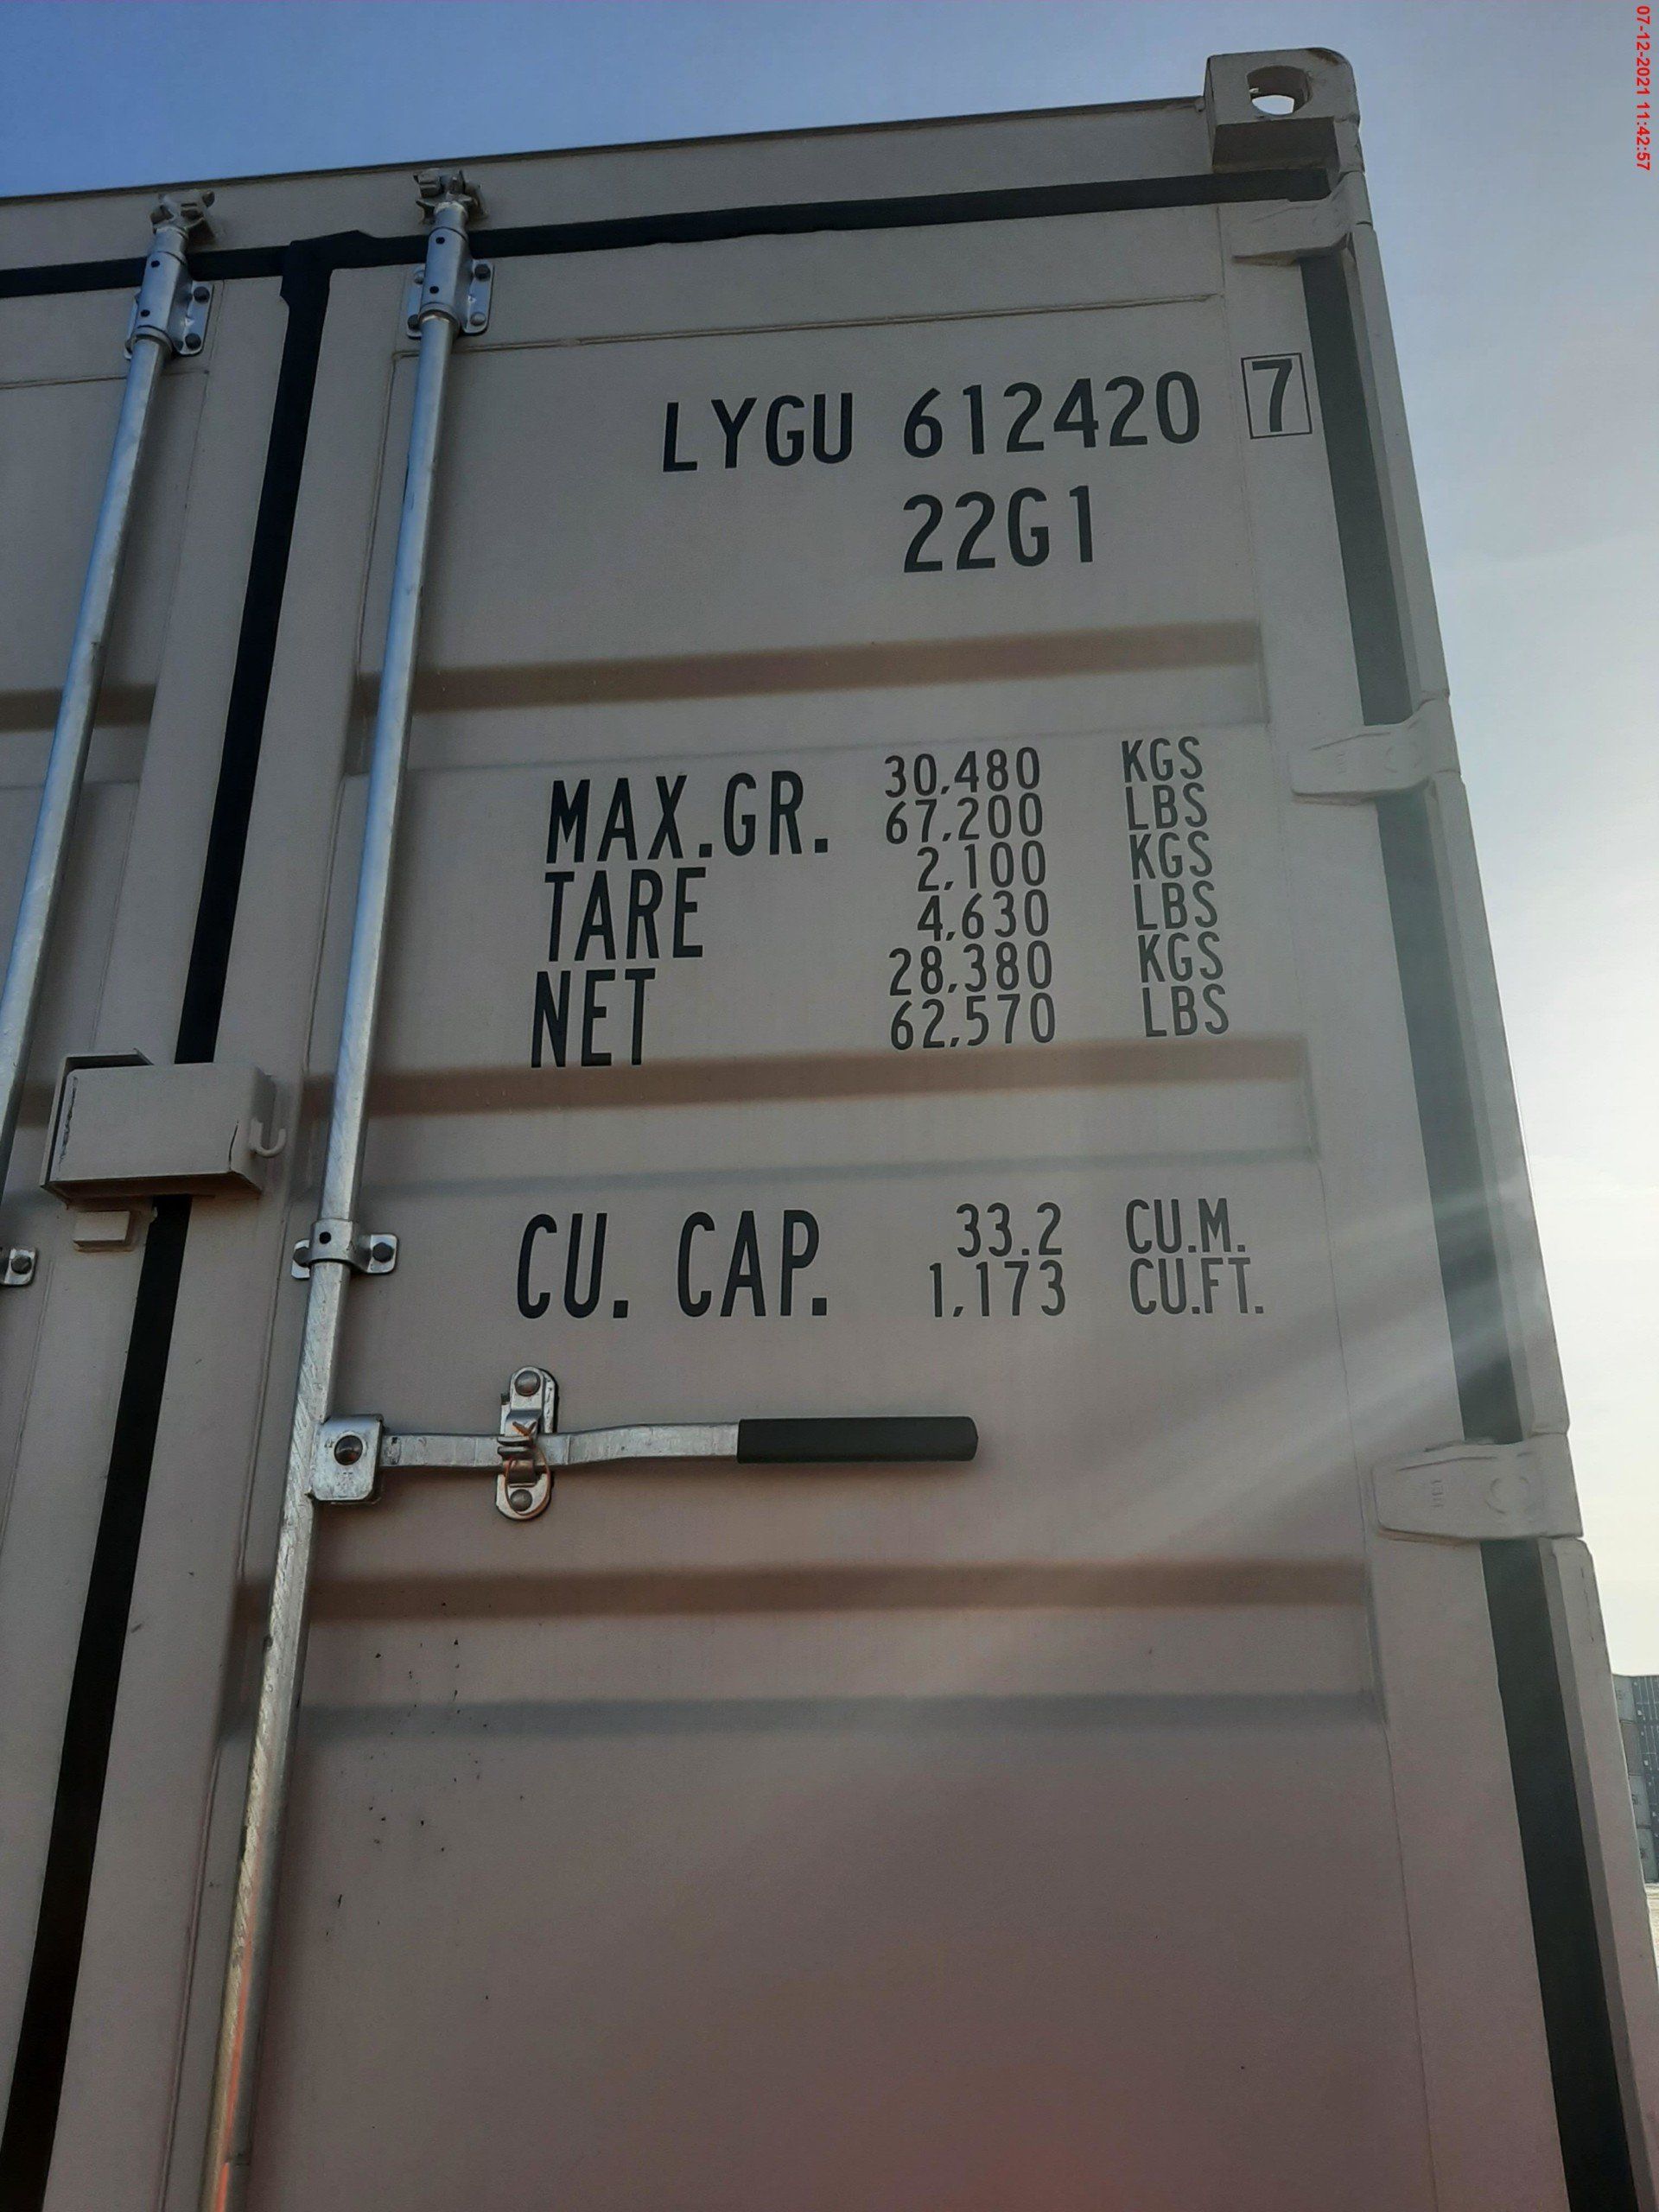 07-12-2021 11:42:57
LYGU 612420 7
22G1
MAX.GR. 30,480 KGS
67,200 LBS
TARE 2,100 KGS
4,630 LBS
NET 28,380 KGS
62,570 LBS
CU. CAP. 33.2 CU.M.
1,173 CU.FT.